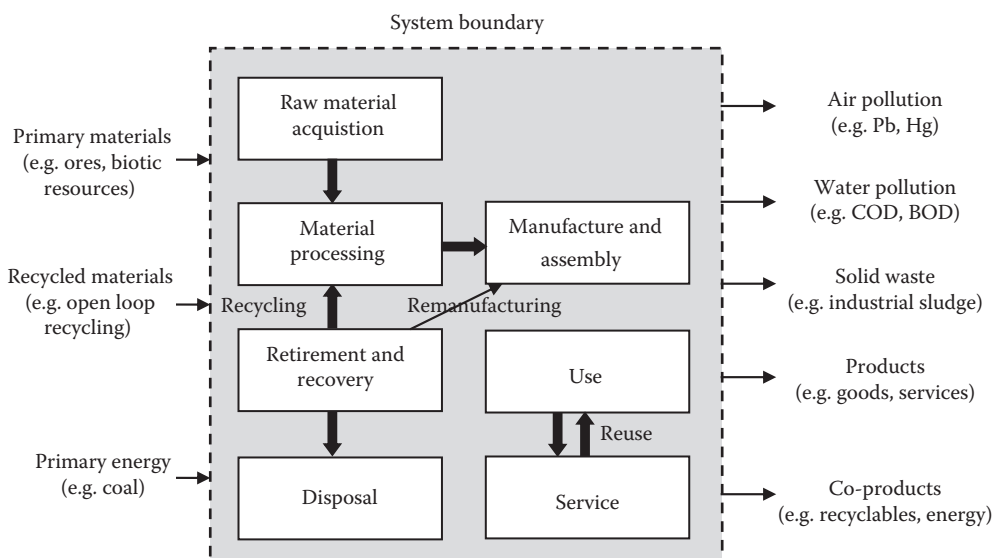 System boundary
Primary materials
(e.g. ores, biotic
resources)
Recycled materials
(e.g. open loop
recycling)
Primary energy
(e.g. coal)
Raw material
acquistion
Material
processing
Manufacture and
assembly
Recycling
Remanufacturing
Retirement and
recovery
Use
Reuse
Disposal
Service
Air pollution
(e.g. Pb, Hg)
Water pollution
(e.g. COD, BOD)
Solid waste
(e.g. industrial sludge)
Products
(e.g. goods, services)
Co-products
(e.g. recyclables, energy)